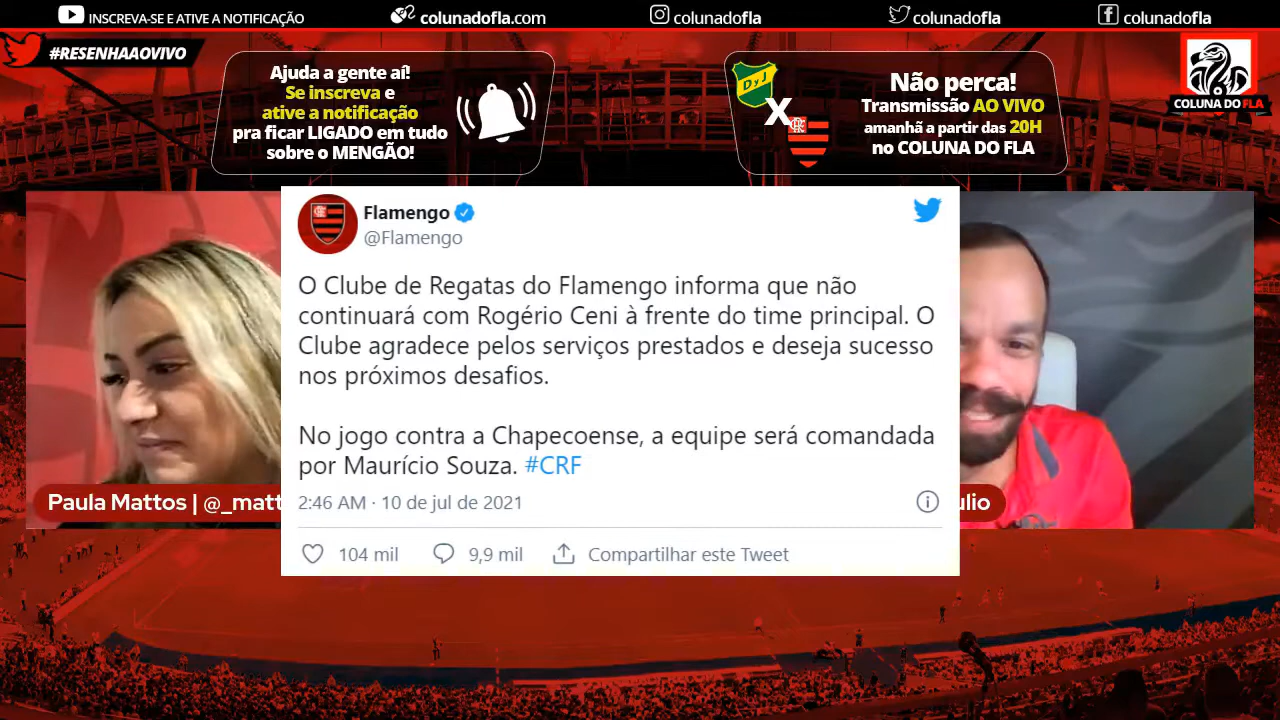 INSCREVA-SE E ATIVE A NOTIFICAÇÃO
colunadofla.com
colunadofla
colunadofla
colunadofla
#RESENHAAOVIVO
Ajuda a gente aí!
Se inscreva e
ative a notificação
pra ficar LIGADO em tudo
sobre o MENGÃO!
DyJ
X
Não perca!
Transmissão AO VIVO
amanhã a partir das 20H
no COLUNA DO FLA
COLUNA DO FLA
Flamengo
@Flamengo
O Clube de Regatas do Flamengo informa que não
continuará com Rogério Ceni à frente do time principal. O
Clube agradece pelos serviços prestados e deseja sucesso
nos próximos desafios.
No jogo contra a Chapecoense, a equipe será comandada
por Maurício Souza. #CRF
2:46 AM · 10 de jul de 2021
104 mil
9,9 mil
Compartilhar este Tweet
Paula Mattos | @_matt
ulio